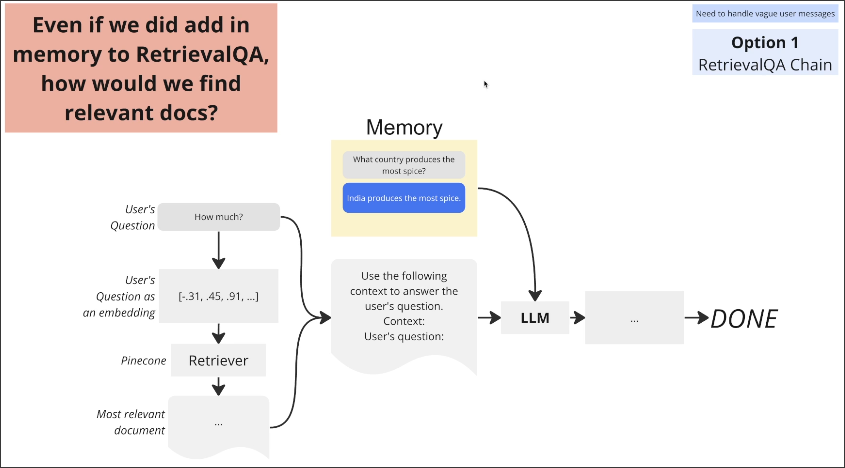 Even if we did add in
memory to RetrievalQA,
how would we find
relevant docs?
Need to handle vague user messages
Option 1
RetrievalQA Chain
Memory
What country produces the
most spice?
India produces the most spice.
User's
Question
How much?
User's
Question as
an embedding
[-.31, .45, .91, ...]
Pinecone
Retriever
Most relevant
document
...
Use the following
context to answer the
user's question.
Context:
User's question:
LLM
...
DONE